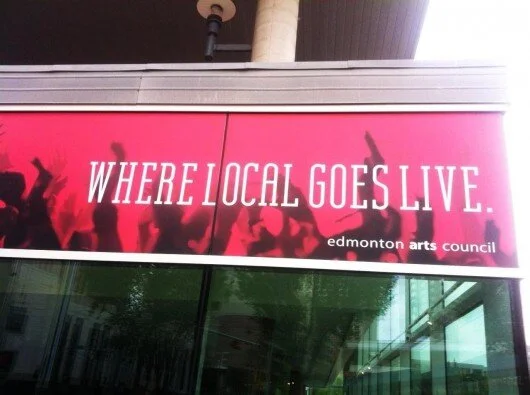 WHERE LOCAL GOES LIVE.
edmonton arts council